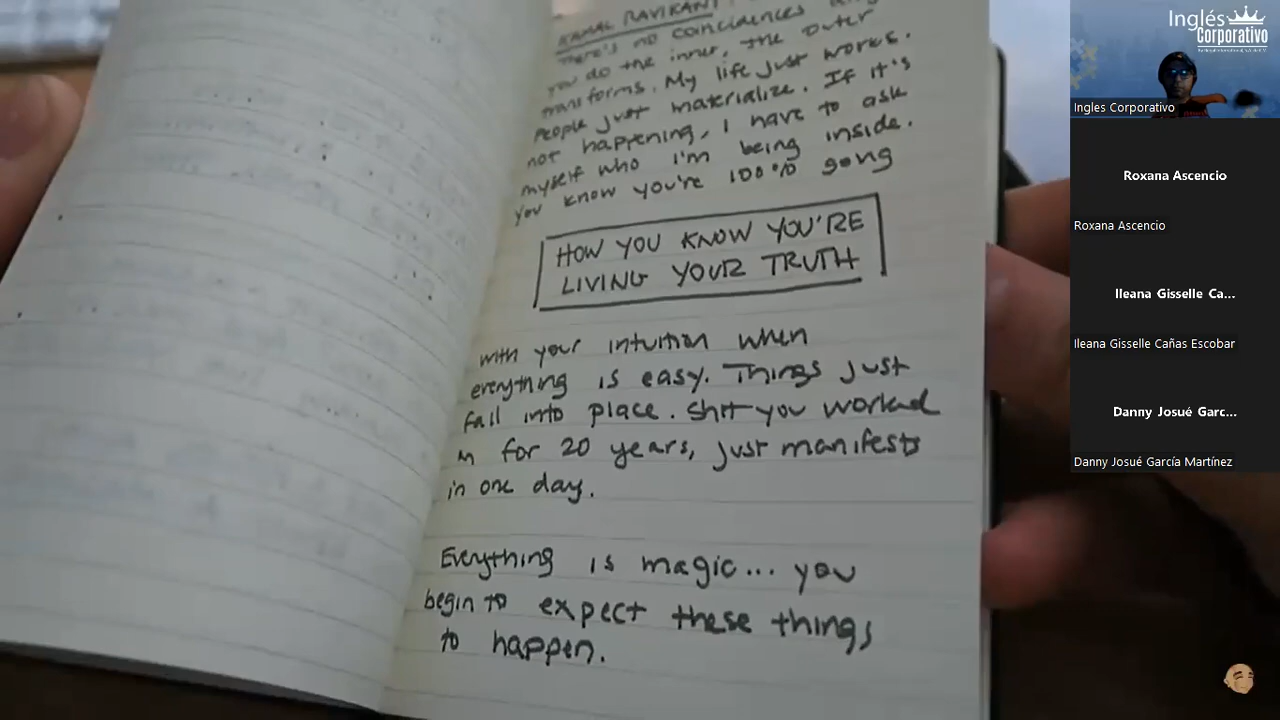 KAMAL RAVIKANT
There's no coincidences
you do the inner, the outer
transforms. My life just works.
People just materialize. If it's
not happening, I have to ask
myself who I'm being inside.
you know you're 100% going
HOW YOU KNOW YOU'RE
LIVING YOUR TRUTH
with your intuition when
everything is easy. Things just
fall into place. Shit you worked
on for 20 years, just manifests
in one day.
Everything is magic... you
begin to expect these things
to happen.
Inglés
Corporativo
Ingles Corporativo
Roxana Ascencio
Roxana Ascencio
Ileana Gisselle Ca...
Ileana Gisselle Cañas Escobar
Danny Josué Garc...
Danny Josué García Martínez